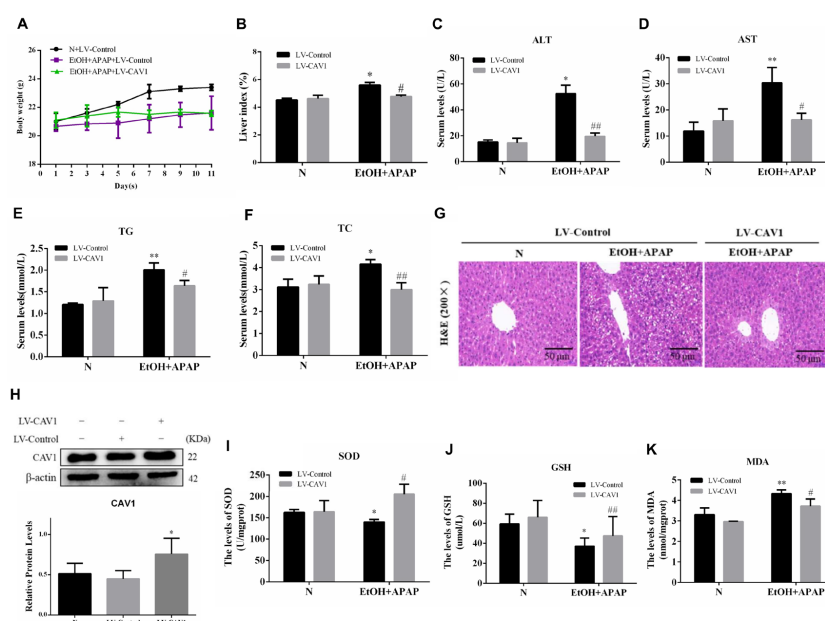 A
N+LV-Control
EtOH+APAP+LV-Control
EtOH+APAP+LV-CAV1
Body weight (g)
26
24
22
20
18
0 1 2 3 4 5 6 7 8 9 10 11
Day(s)
B
LV-Control
LV-CAV1
Liver index (%)
10
8
6
4
2
0
*
#
N
EtOH+APAP
C
ALT
LV-Control
LV-CAV1
Serum levels (U/L)
80
60
40
20
0
*
##
N
EtOH+APAP
D
AST
LV-Control
LV-CAV1
Serum levels (U/L)
50
40
30
20
10
0
**
#
N
EtOH+APAP
E
TG
LV-Control
LV-CAV1
Serum levels(mmol/L)
2.5
2.0
1.5
1.0
0.5
0.0
**
#
N
EtOH+APAP
F
TC
LV-Control
LV-CAV1
Serum levels(mmol/L)
5
4
3
2
1
0
*
##
N
EtOH+APAP
G
LV-Control
LV-CAV1
N
EtOH+APAP
EtOH+APAP
H&E (200×)
50 μm
50 μm
50 μm
H
LV-CAV1 – – +
LV-Control – + – (KDa)
CAV1 22
β-actin 42
CAV1
Relative Protein Levels
1.0
0.5
0.0
*
I
SOD
LV-Control
LV-CAV1
The levels of SOD
(U/mgprot)
250
200
150
100
50
0
*
#
N
EtOH+APAP
J
GSH
LV-Control
LV-CAV1
The levels of GSH
(umol/L)
100
80
60
40
20
0
*
##
N
EtOH+APAP
K
MDA
LV-Control
LV-CAV1
The levels of MDA
(nmol/mgprot)
5
4
3
2
1
0
**
#
N
EtOH+APAP